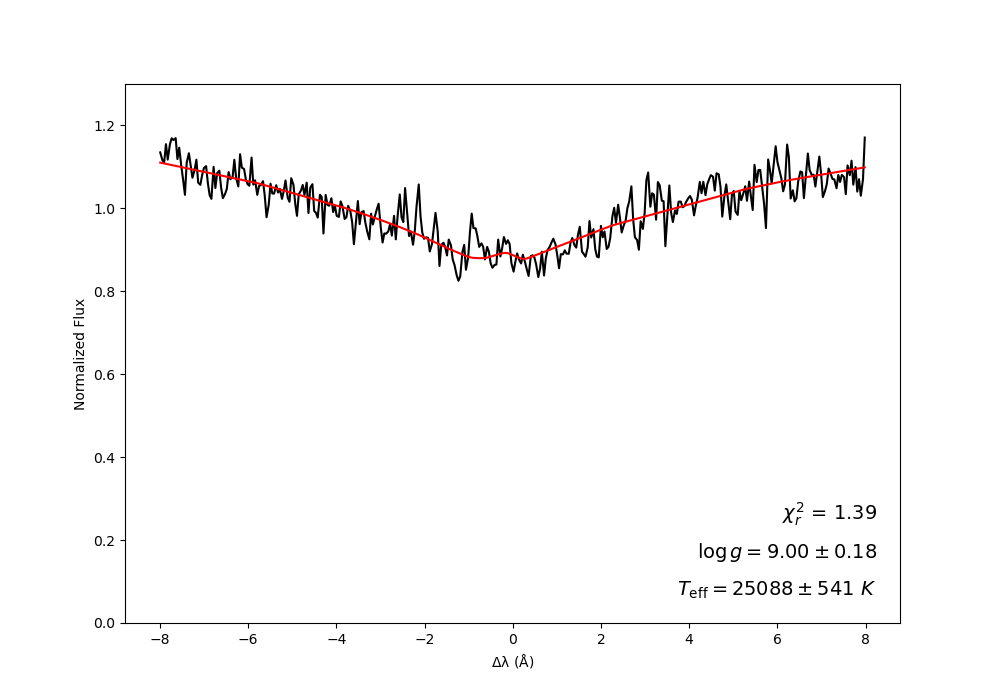 1.2
1.0
0.8
0.6
0.4
0.2
0.0
Normalized Flux
χ²ᵣ = 1.39
log g = 9.00 ± 0.18
T_eff = 25088 ± 541 K
−8 −6 −4 −2 0 2 4 6 8
Δλ (Å)